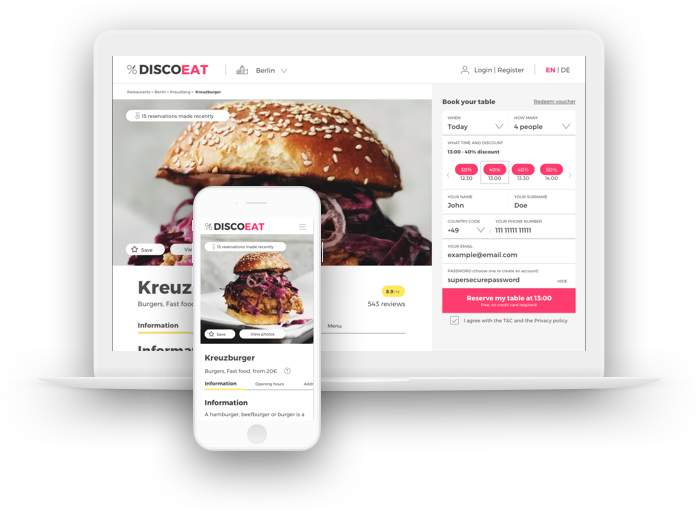 % DISCOEAT
Berlin
Login | Register
EN | DE
Restaurants • Berlin • Kreuzberg • Kreuzburger
15 reservations made recently
Save
Vie
Kreuz
Burgers, Fast food
Information
Informa
8.9
543 reviews
Menu
Book your table
Redeem voucher
WHEN
HOW MANY
Today
4 people
WHAT TIME AND DISCOUNT
13:00 - 40% discount
30%
40%
40%
50%
12.30
13.00
13.30
14.00
YOUR NAME
YOUR SURNAME
John
Doe
COUNTRY CODE
YOUR PHONE NUMBER
+49
111 11111 11111
YOUR EMAIL
example@email.com
PASSWORD (choose one to create an account)
supersecurepassword
HIDE
Reserve my table at 13:00
Free, no credit card required!
I agree with the T&C and the Privacy policy
% DISCOEAT
15 reservations made recently
Save
View photos
Kreuzburger
Burgers, Fast food, from 20€
Information
Opening hours
Addr
Information
A hamburger, beefburger or burger is a